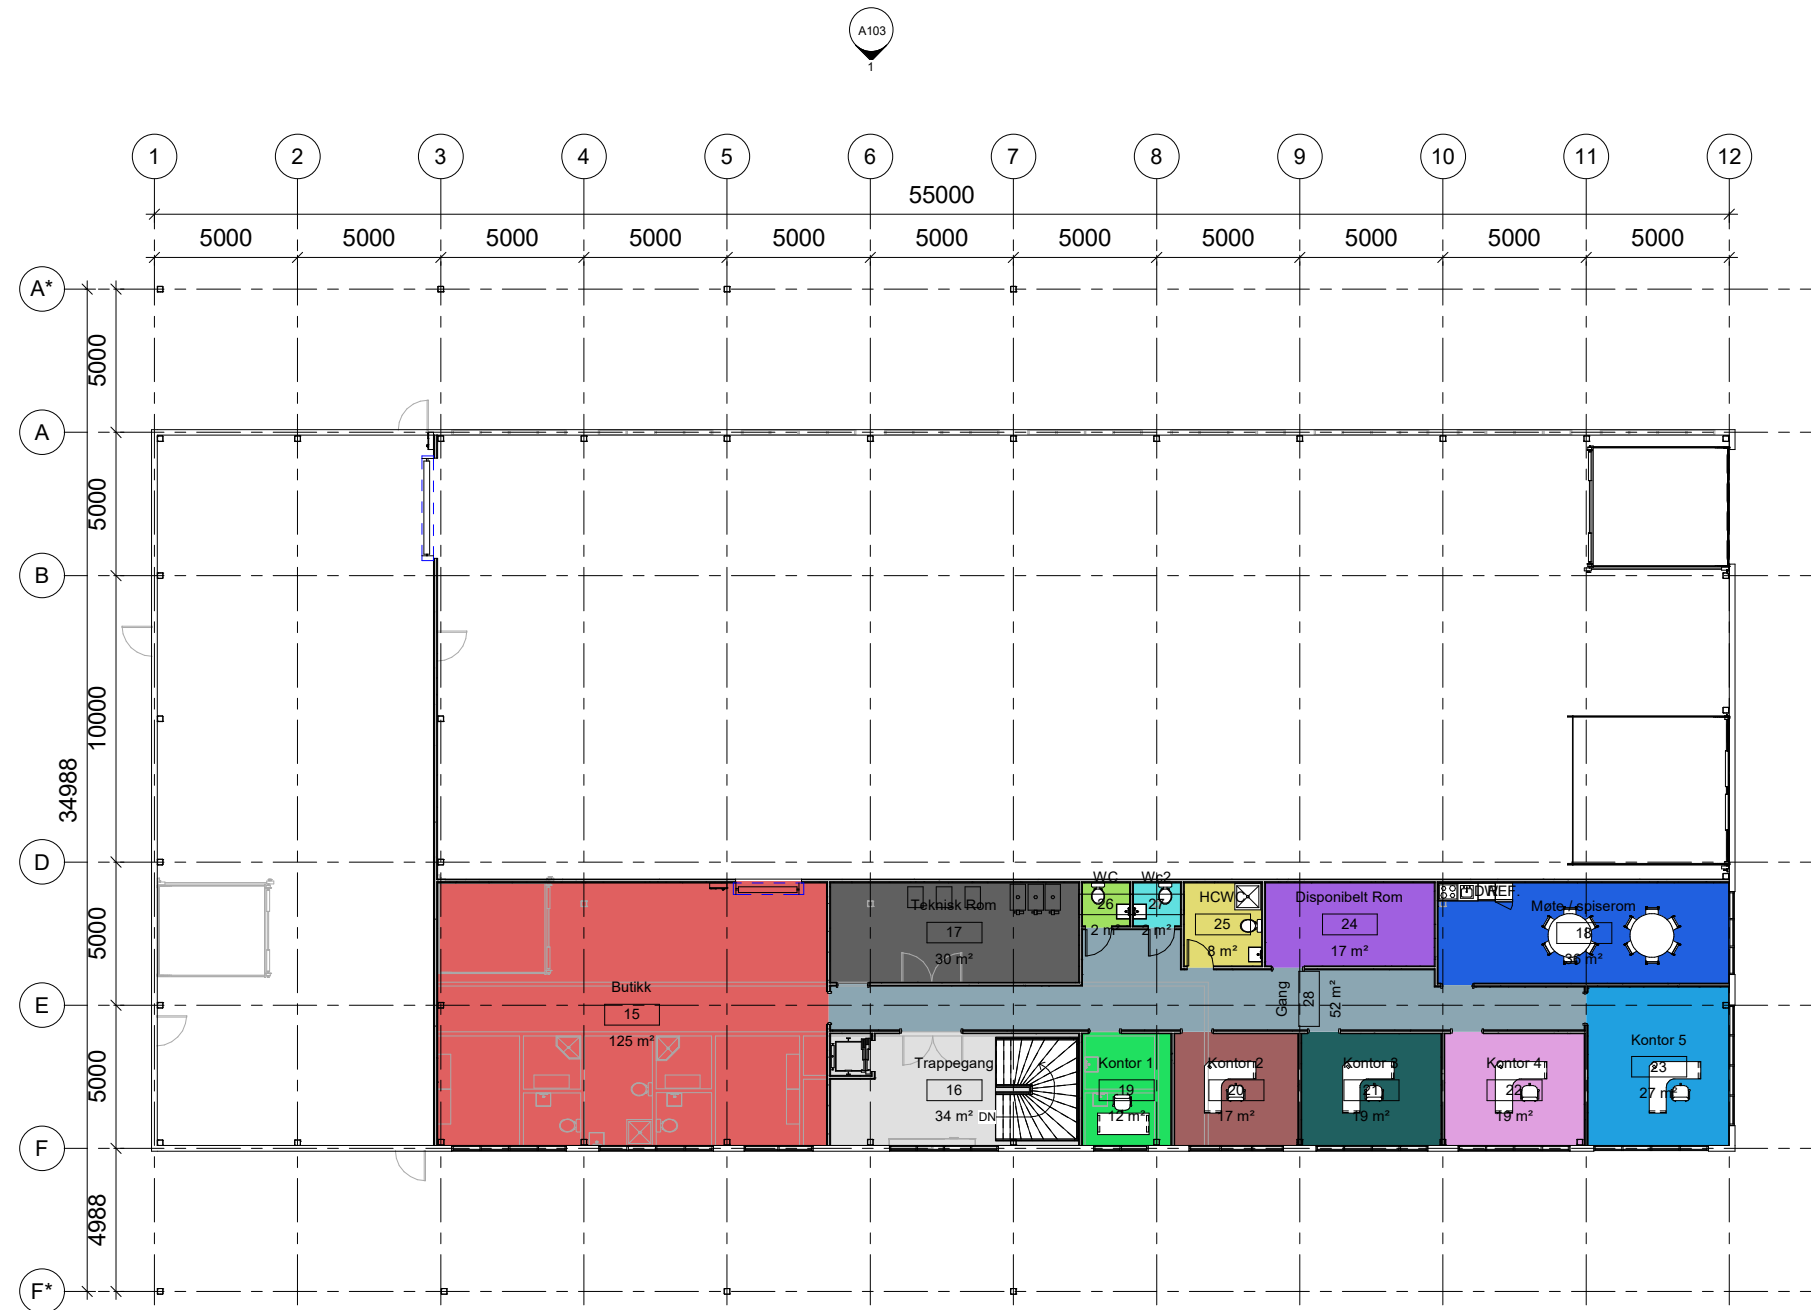 A103
1
1 2 3 4 5 6 7 8 9 10 11 12
55000
5000 5000 5000 5000 5000 5000 5000 5000 5000 5000 5000
A*
5000
A
5000
B
10000
34988
D
5000
E
5000
F
4988
F*
Butikk
15
125 m²
Teknisk Rom
17
30 m²
WC
26
2 m²
Wc2
27
2 m²
HCWC
25
8 m²
Disponibelt Rom
24
17 m²
DW
REF.
Møte / spiserom
18
36 m²
Gang
28
52 m²
Trappegang
16
34 m²
DN
Kontor 1
19
12 m²
Kontor 2
20
17 m²
Kontor 3
21
19 m²
Kontor 4
22
19 m²
Kontor 5
23
27 m²